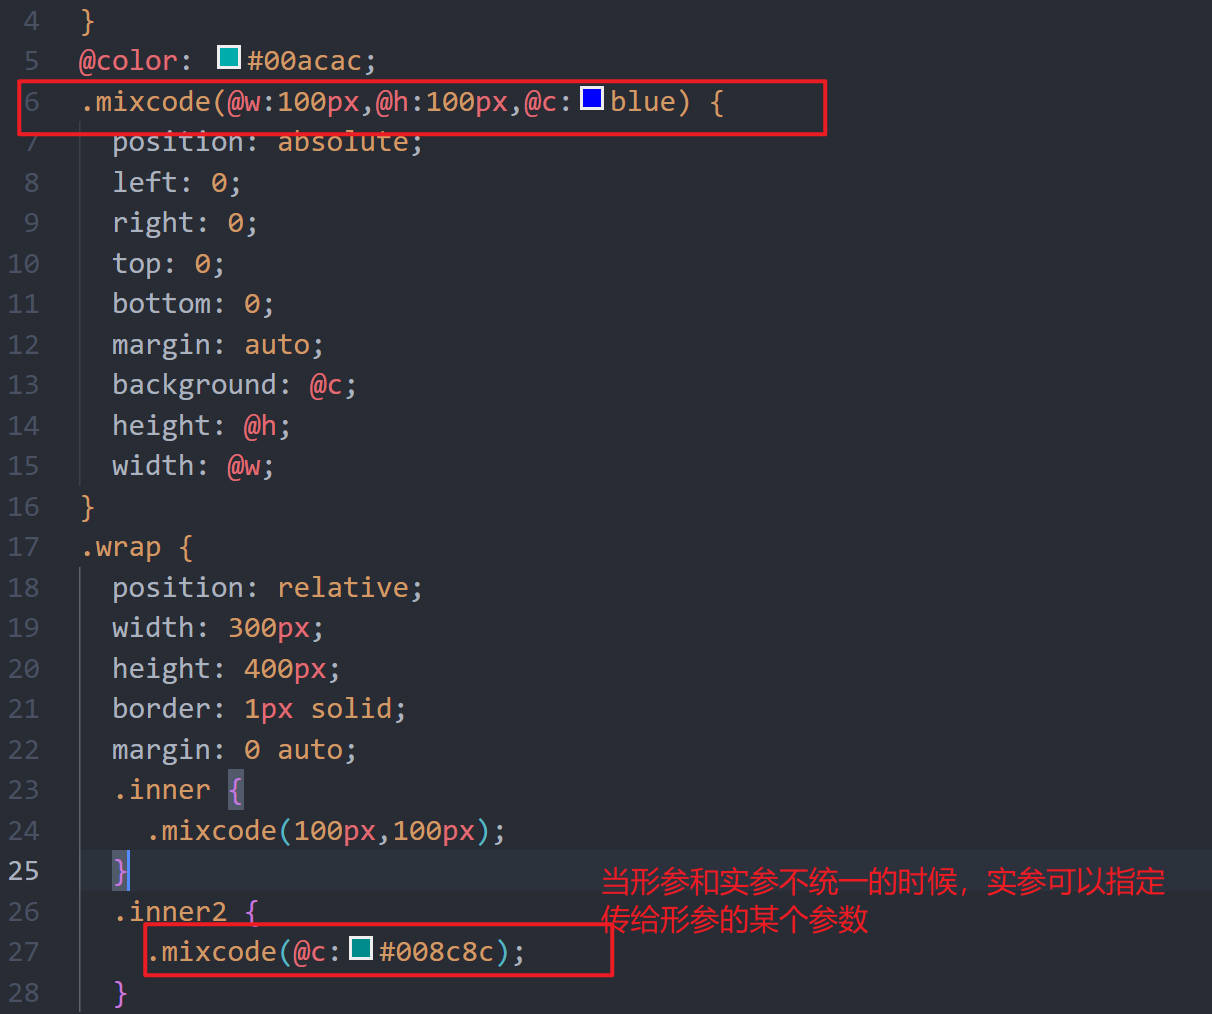 4 }
5 @color: #00acac;
6 .mixcode(@w:100px,@h:100px,@c:blue) {
7 position: absolute;
8 left: 0;
9 right: 0;
10 top: 0;
11 bottom: 0;
12 margin: auto;
13 background: @c;
14 height: @h;
15 width: @w;
16 }
17 .wrap {
18 position: relative;
19 width: 300px;
20 height: 400px;
21 border: 1px solid;
22 margin: 0 auto;
23 .inner {
24 .mixcode(100px,100px);
25 }
当形参和实参不统一的时候，实参可以指定
26 .inner2 {
传给形参的某个参数
27 .mixcode(@c:#008c8c);
28 }